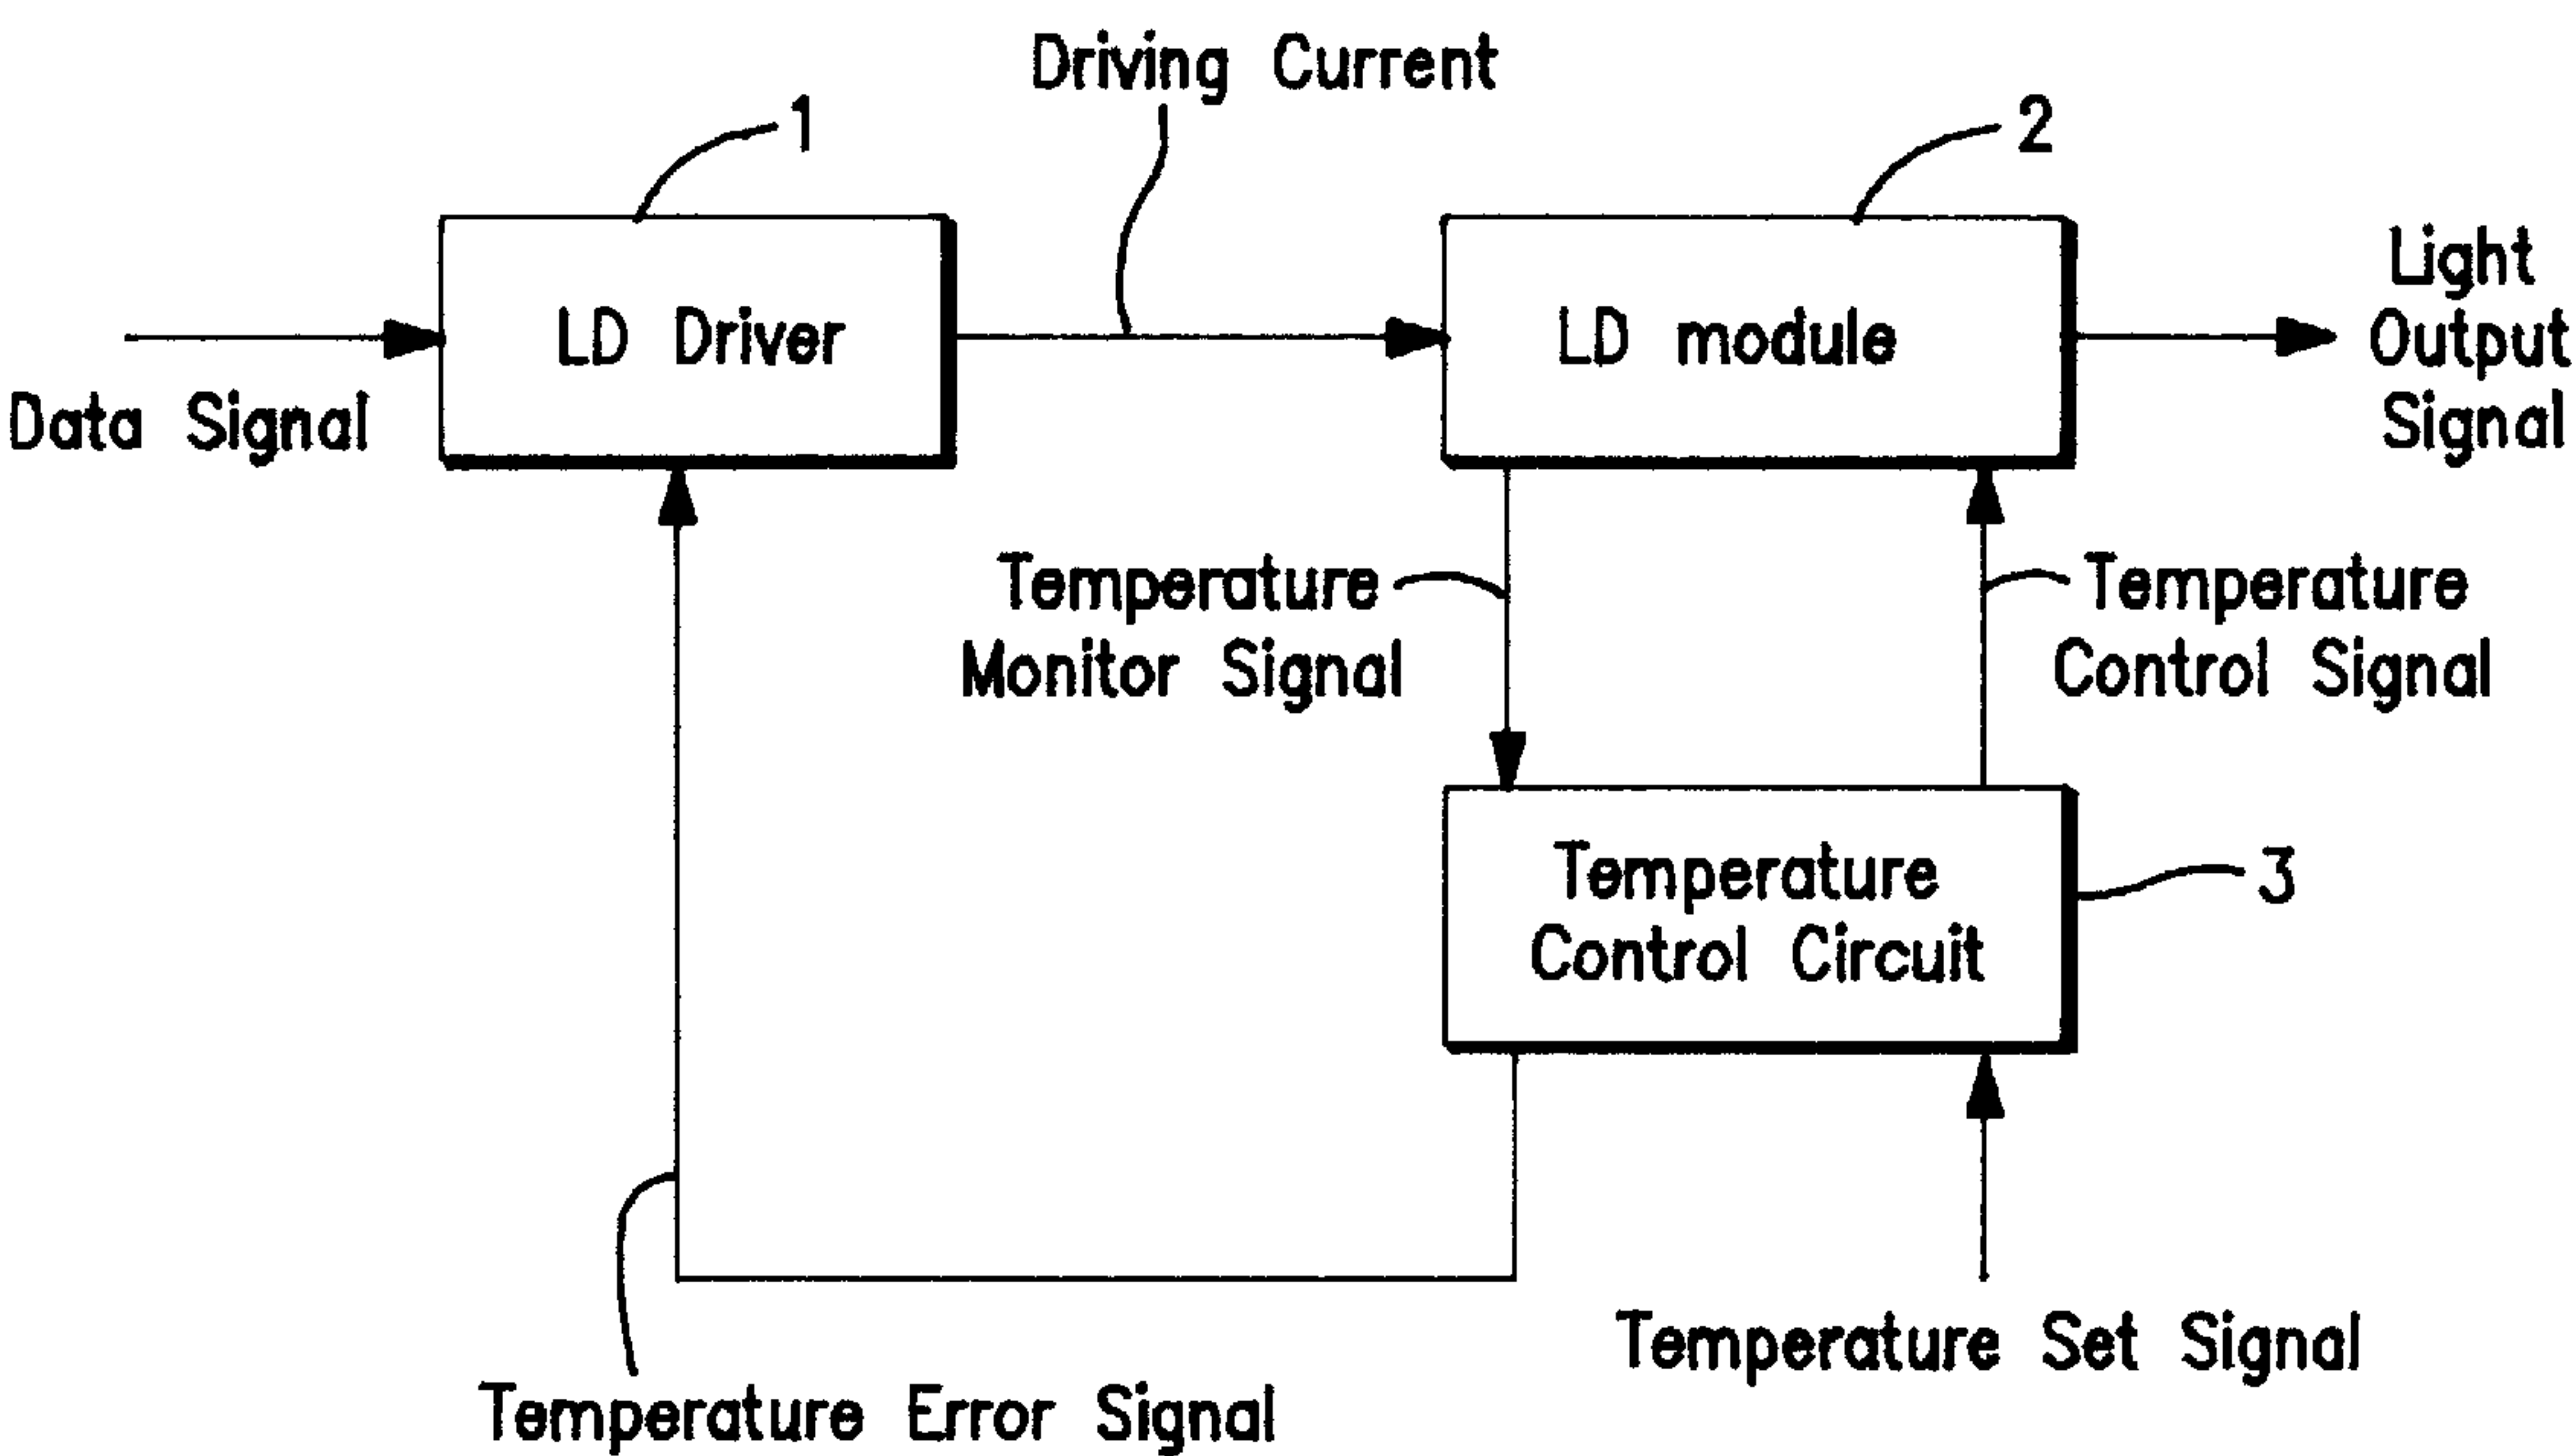 Driving Current
1
2
LD Driver
LD module
Light
Output
Signal
Data Signal
Temperature
Monitor Signal
Temperature
Control Signal
Temperature
Control Circuit
3
Temperature Set Signal
Temperature Error Signal